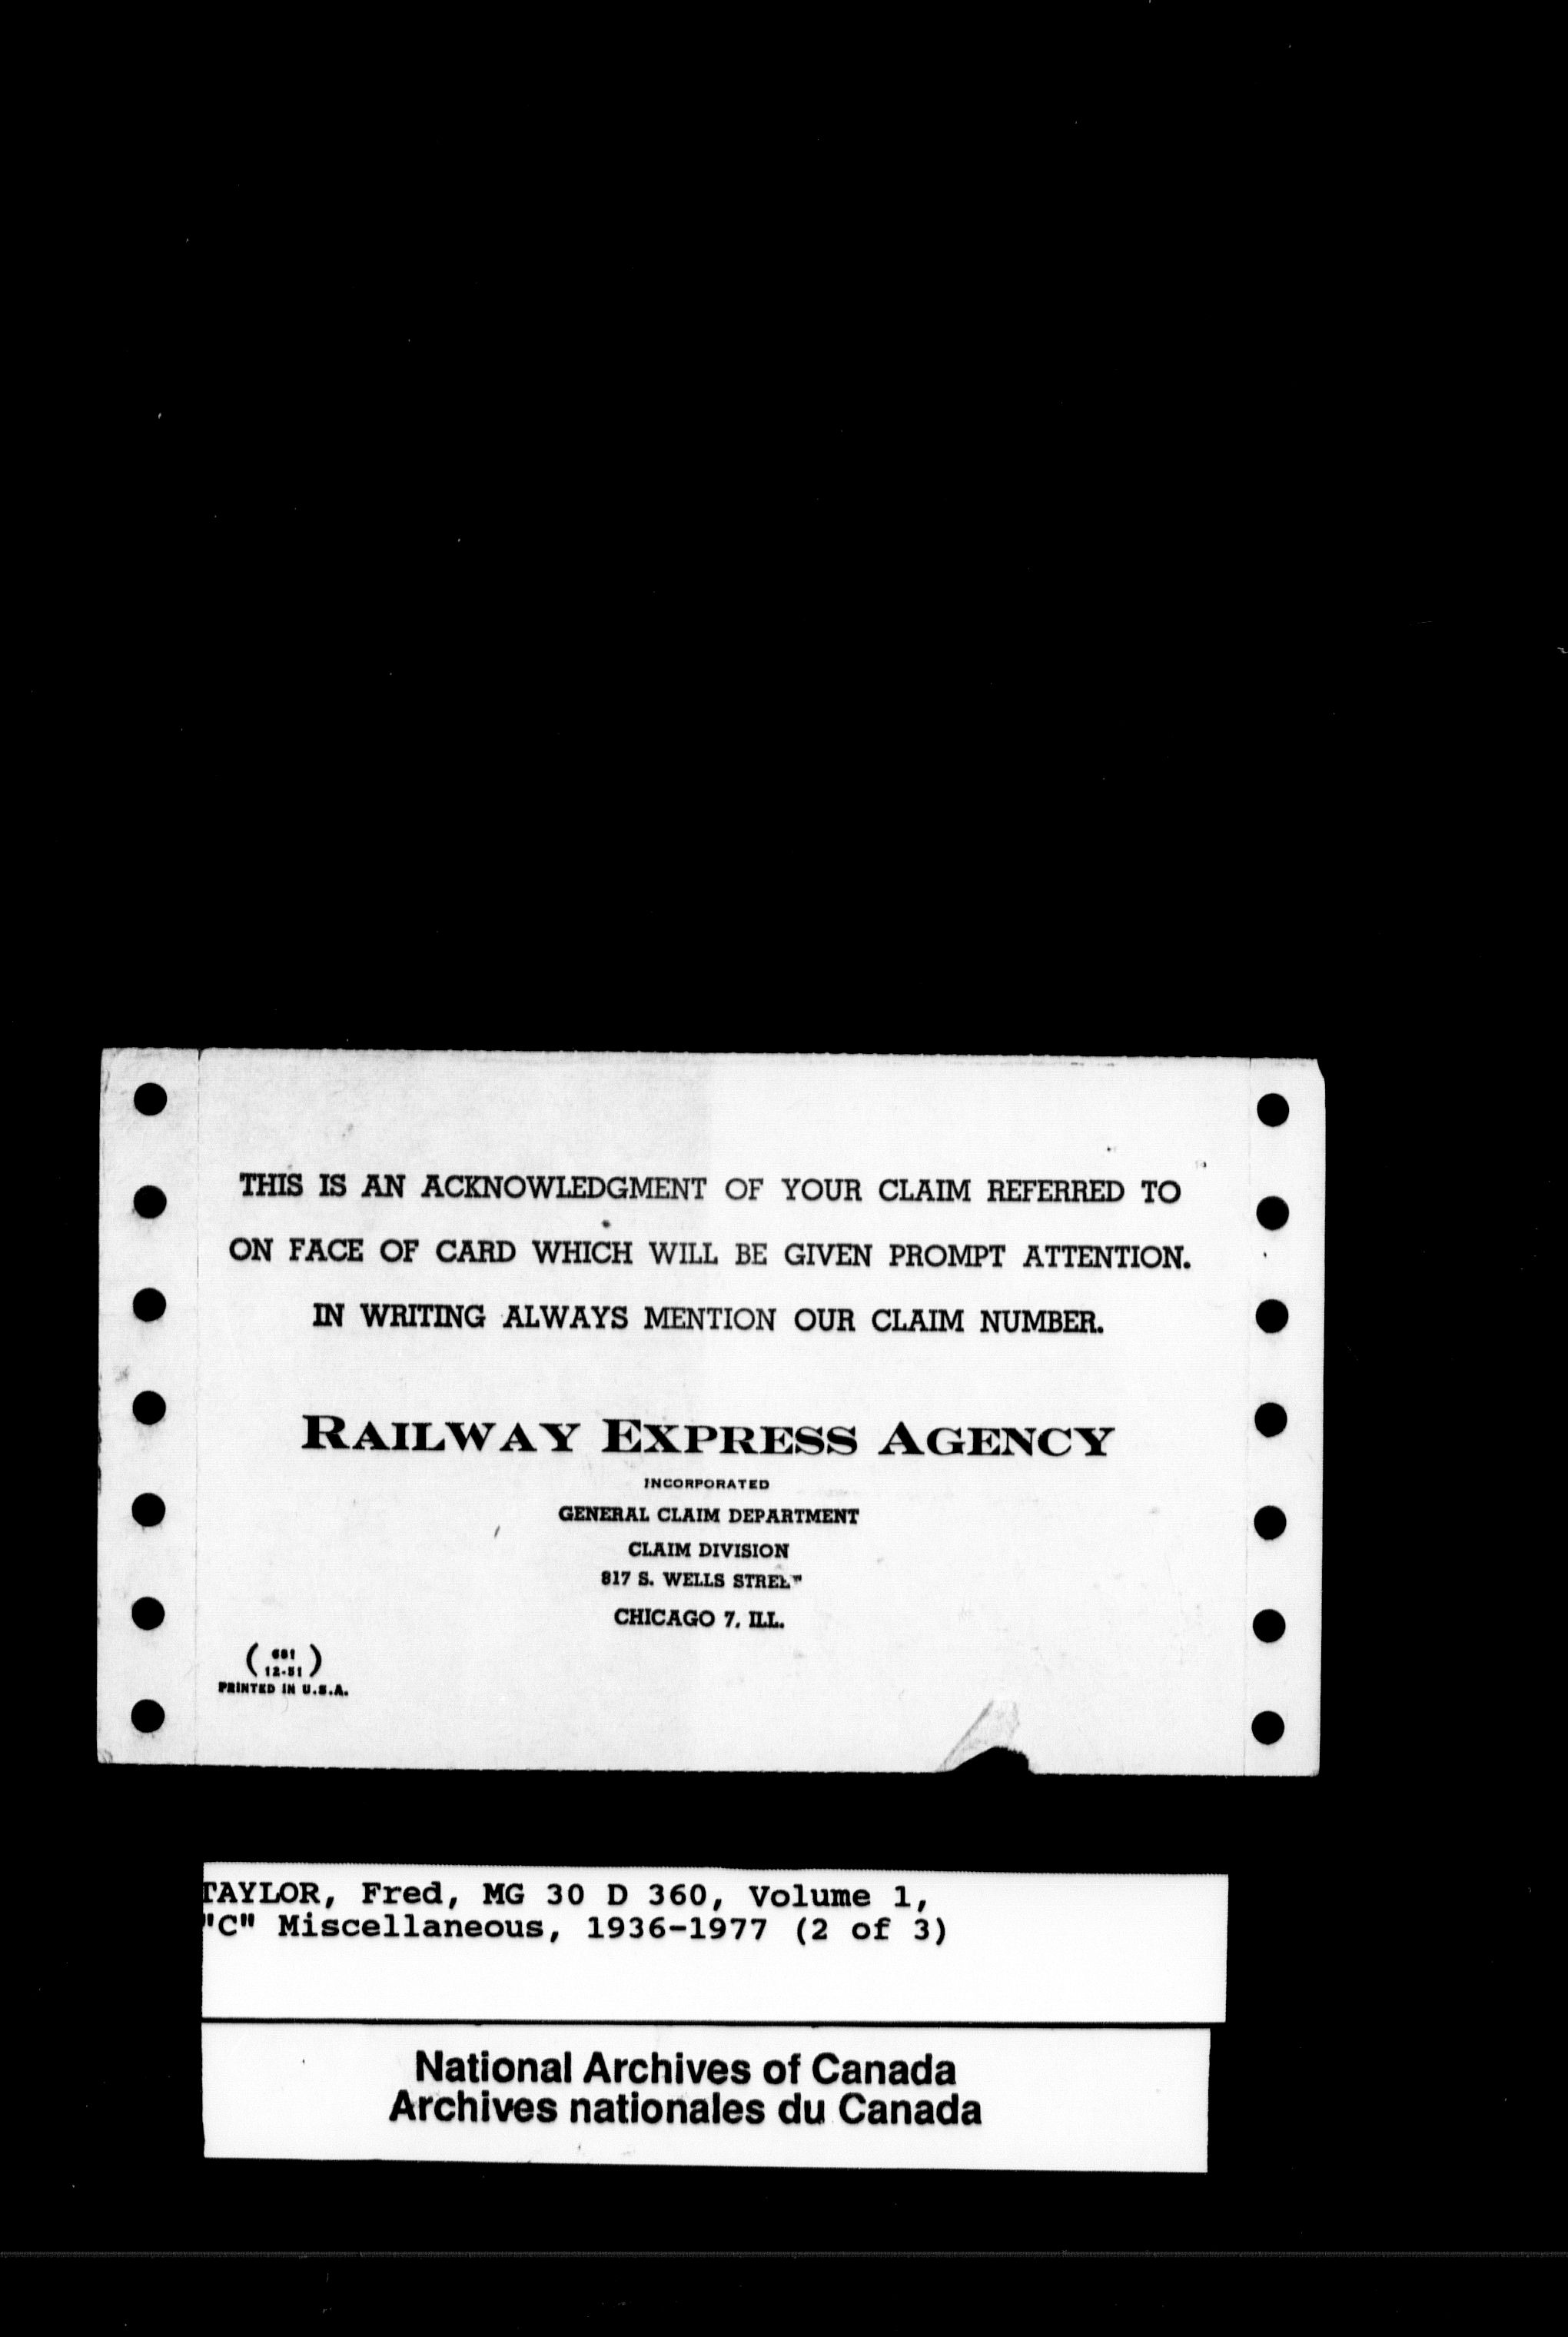 THIS IS AN ACKNOWLEDGMENT OF YOUR CLAIM REFERRED TO
ON FACE OF CARD WHICH WILL BE GIVEN PROMPT ATTENTION.
IN WRITING ALWAYS MENTION OUR CLAIM NUMBER.
RAILWAY EXPRESS AGENCY
INCORPORATED
GENERAL CLAIM DEPARTMENT
CLAIM DIVISION
817 S. WELLS STREET
CHICAGO 7, ILL.
12-51
PRINTED IN U.S.A.
TAYLOR, Fred, MG 30 D 360, Volume 1,
"C" Miscellaneous, 1936-1977 (2 of 3)
National Archives of Canada
Archives nationales du Canada